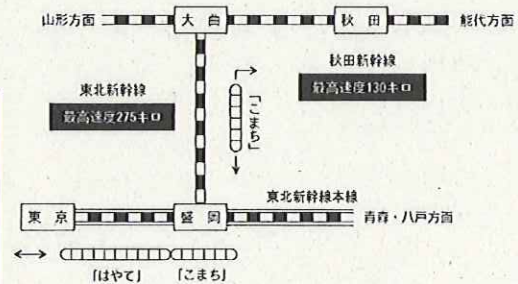 山形方面
大曲
秋田
能代方面
秋田新幹線
最高速度130キロ
東北新幹線
最高速度275キロ
「こまち」
東北新幹線本線
東京
盛岡
青森・八戸方面
「はやて」
「こまち」